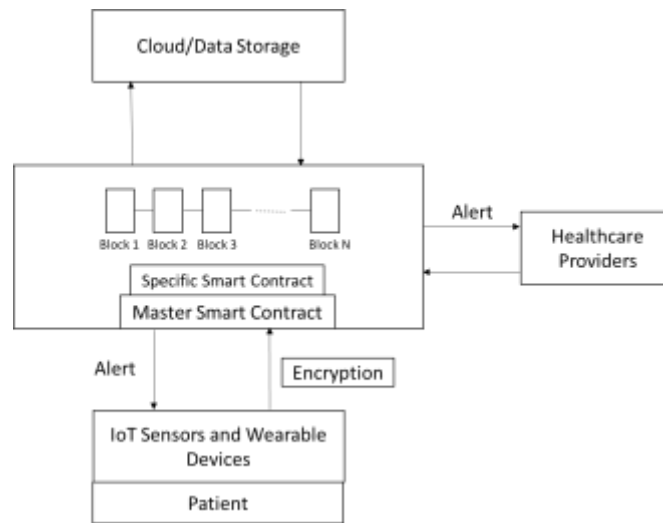 Cloud/Data Storage
Block 1
Block 2
Block 3
Block N
Alert
Healthcare
Providers
Specific Smart Contract
Master Smart Contract
Alert
Encryption
IoT Sensors and Wearable
Devices
Patient